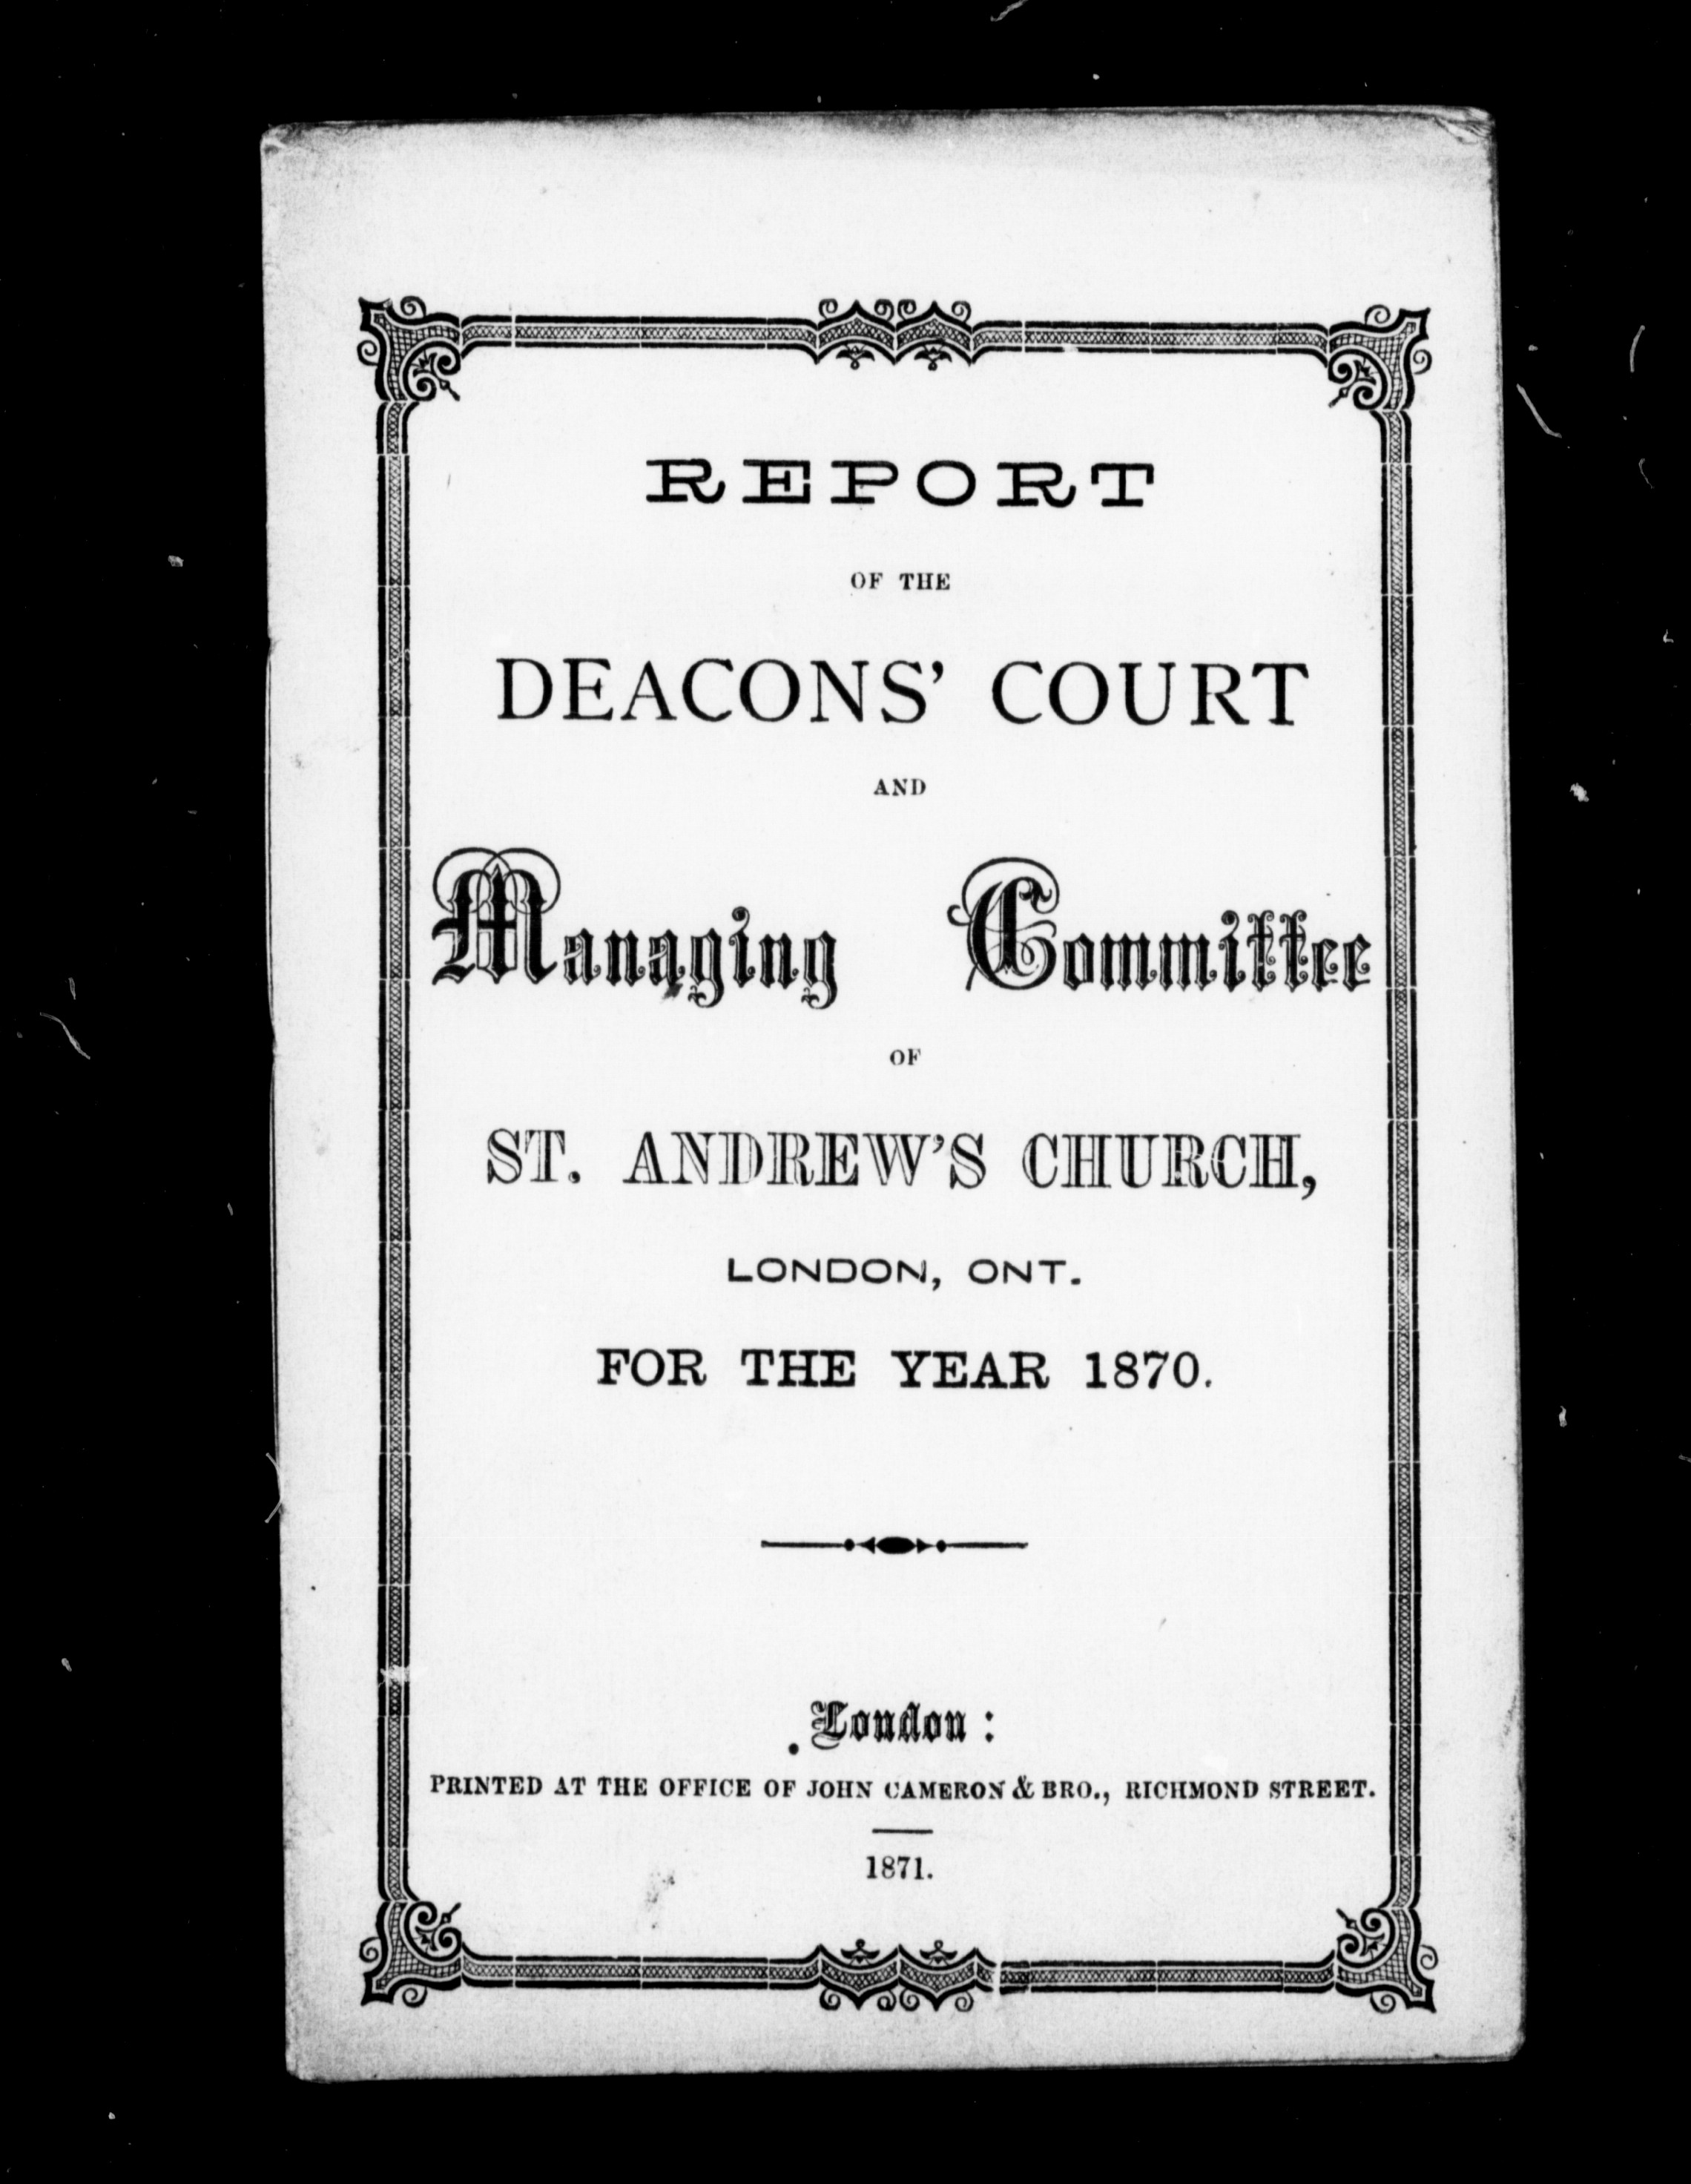 REPORT
OF THE
DEACONS' COURT
AND
Managing Committee
OF
ST. ANDREW'S CHURCH,
LONDON, ONT.
FOR THE YEAR 1870.
London:
PRINTED AT THE OFFICE OF JOHN CAMERON & BRO., RICHMOND STREET.
1871.